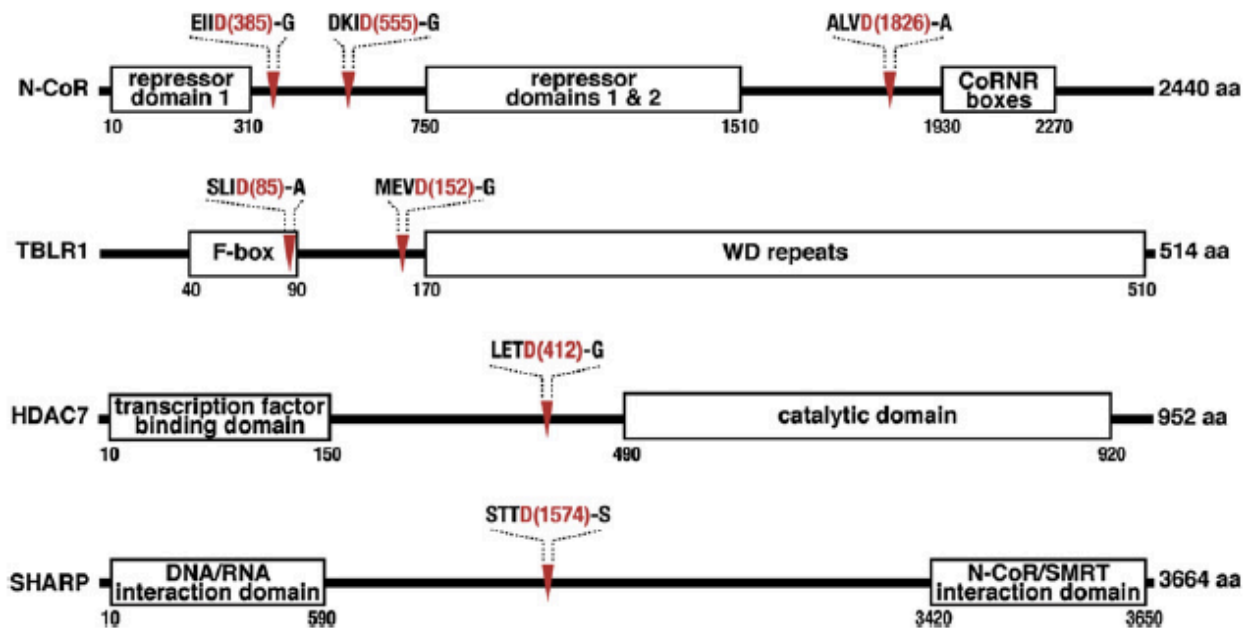 EIID(385)-G DKID(555)-G ALVD(1826)-A
N-CoR repressor domain 1 repressor domains 1 & 2 CoRNR boxes 2440 aa
10 310 750 1510 1930 2270
SLID(85)-A MEVD(152)-G
TBLR1 F-box WD repeats 514 aa
40 90 170 510
LETD(412)-G
HDAC7 transcription factor binding domain catalytic domain 952 aa
10 150 490 920
STTD(1574)-S
SHARP DNA/RNA interaction domain N-CoR/SMRT interaction domain 3664 aa
10 590 3420 3650